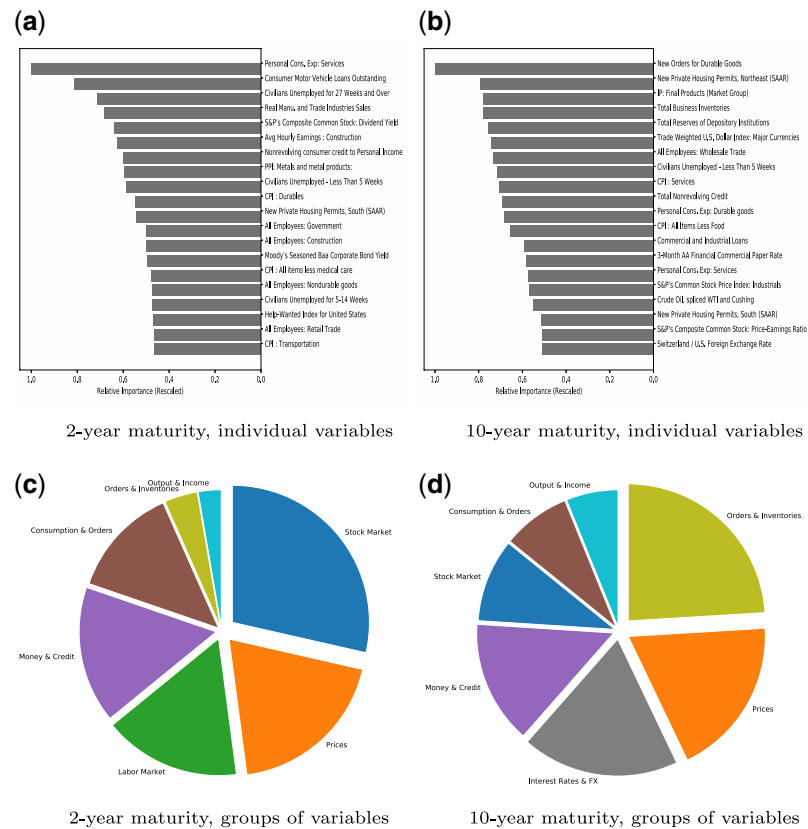 (a)
Personal Cons. Exp: Services
Consumer Motor Vehicle Loans Outstanding
Civilians Unemployed for 27 Weeks and Over
Real Manu. and Trade Industries Sales
S&P's Composite Common Stock: Dividend Yield
Avg Hourly Earnings : Construction
Nonrevolving consumer credit to Personal Income
PPI: Metals and metal products:
Civilians Unemployed - Less Than 5 Weeks
CPI : Durables
New Private Housing Permits, South (SAAR)
All Employees: Government
All Employees: Construction
Moody's Seasoned Baa Corporate Bond Yield
CPI : All items less medical care
All Employees: Nondurable goods
Civilians Unemployed for 5-14 Weeks
Help-Wanted Index for United States
All Employees: Retail Trade
CPI : Transportation
1,0 0,8 0,6 0,4 0,2 0,0
Relative Importance (Rescaled)
2-year maturity, individual variables
(b)
New Orders for Durable Goods
New Private Housing Permits, Northeast (SAAR)
IP: Final Products (Market Group)
Total Business Inventories
Total Reserves of Depository Institutions
Trade Weighted U.S. Dollar Index: Major Currencies
All Employees: Wholesale Trade
Civilians Unemployed - Less Than 5 Weeks
CPI : Services
Total Nonrevolving Credit
Personal Cons. Exp: Durable goods
CPI : All Items Less Food
Commercial and Industrial Loans
3-Month AA Financial Commercial Paper Rate
Personal Cons. Exp: Services
S&P's Common Stock Price Index: Industrials
Crude Oil, spliced WTI and Cushing
New Private Housing Permits, South (SAAR)
S&P's Composite Common Stock: Price-Earnings Ratio
Switzerland / U.S. Foreign Exchange Rate
1,0 0,8 0,6 0,4 0,2 0,0
Relative Importance (Rescaled)
10-year maturity, individual variables
(c)
Output & Income
Orders & Inventories
Consumption & Orders
Stock Market
Money & Credit
Labor Market
Prices
2-year maturity, groups of variables
(d)
Output & Income
Orders & Inventories
Consumption & Orders
Stock Market
Money & Credit
Prices
Interest Rates & FX
10-year maturity, groups of variables